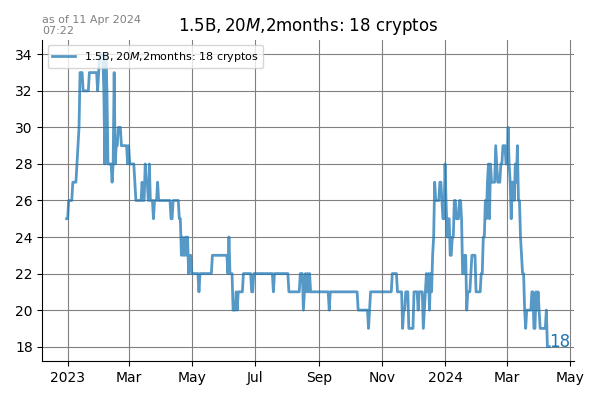 as of 11 Apr 2024
07:22
1.5B, 20M,2months: 18 cryptos
1.5B, 20M,2months: 18 cryptos
34
32
30
28
26
24
22
20
18
18
2023 Mar May Jul Sep Nov 2024 Mar May